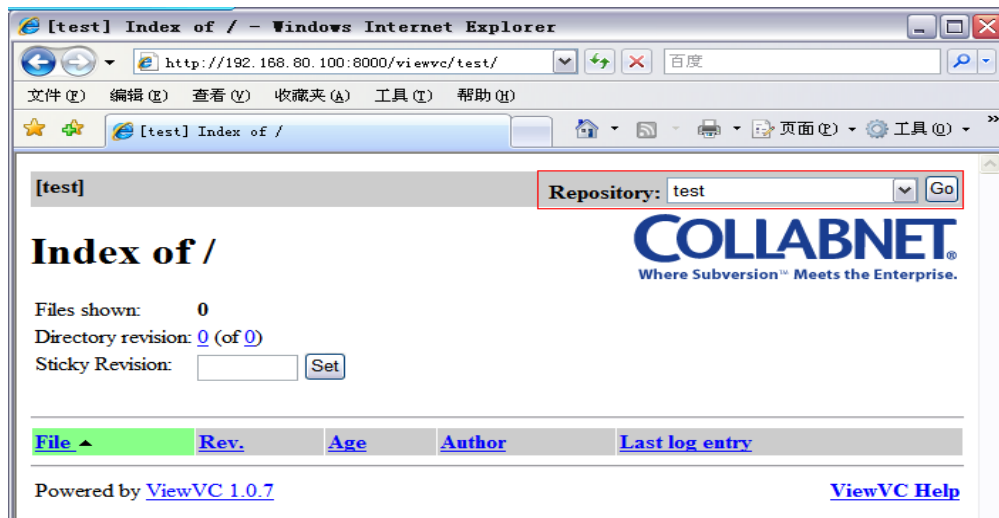 [test] Index of / - Windows Internet Explorer
http://192.168.80.100:8000/viewvc/test/ 百度
文件(F) 编辑(E) 查看(V) 收藏夹(A) 工具(T) 帮助(H)
[test] Index of / 页面(P) 工具(O) »
[test] Repository: test Go
COLLABNET®
Where Subversion™ Meets the Enterprise.
Index of /
Files shown: 0
Directory revision: 0 (of 0)
Sticky Revision: Set
File Rev. Age Author Last log entry
Powered by ViewVC 1.0.7 ViewVC Help